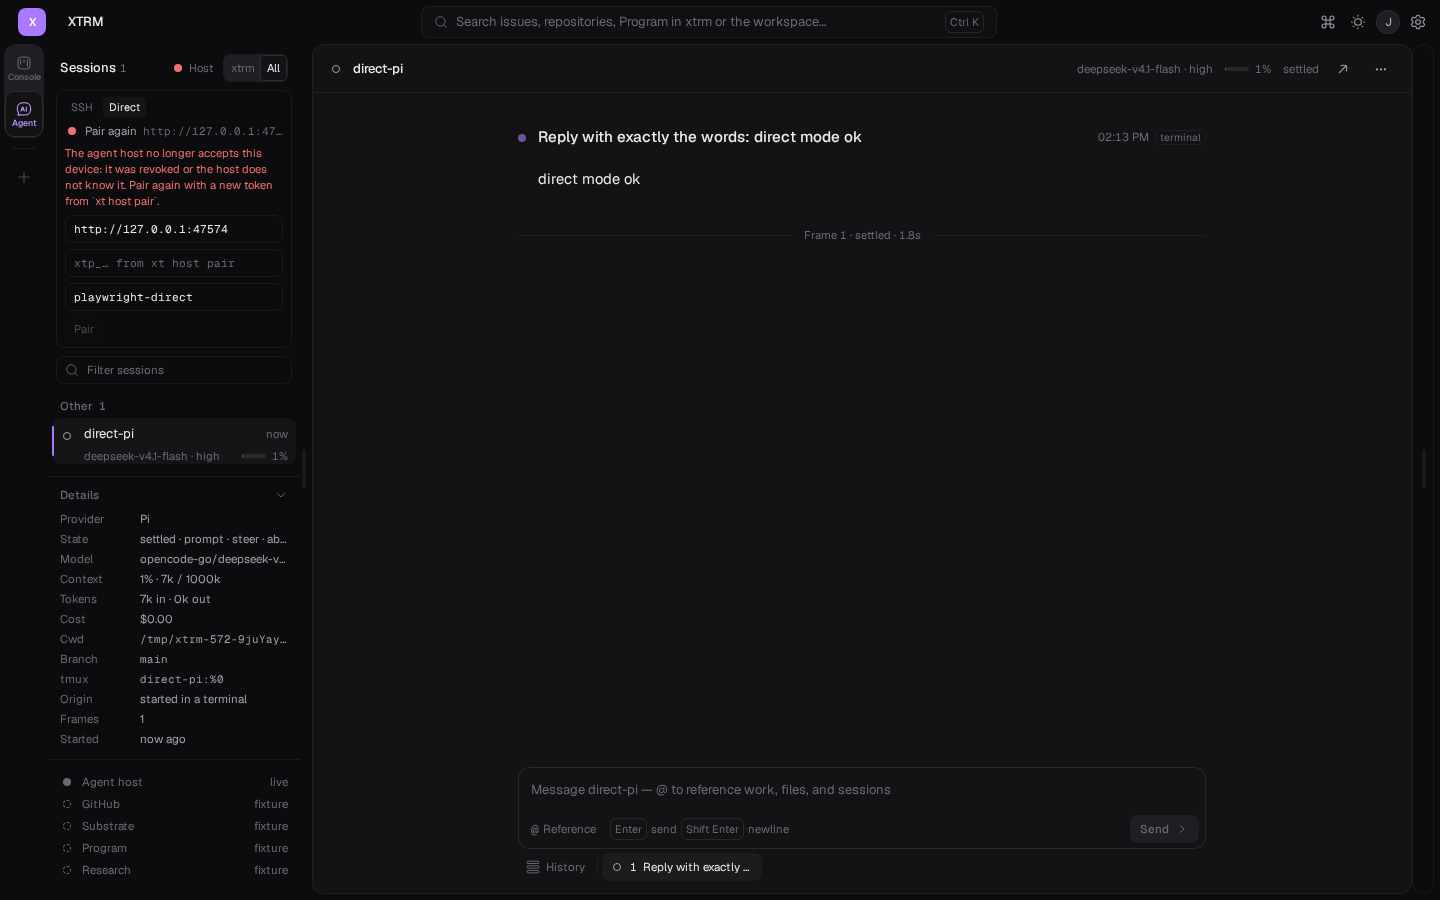 X XTRM
Search issues, repositories, Program in xtrm or the workspace...
Ctrl K
J
Console
AI
Agent
Sessions 1
Host
xtrm All
SSH Direct
Pair again http://127.0.0.1:47…
The agent host no longer accepts this
device: it was revoked or the host does
not know it. Pair again with a new token
from `xt host pair`.
http://127.0.0.1:47574
xtp_… from xt host pair
playwright-direct
Pair
Filter sessions
Other 1
direct-pi now
deepseek-v4.1-flash · high 1%
Details
Provider Pi
State settled · prompt · steer · ab…
Model opencode-go/deepseek-v…
Context 1% · 7k / 1000k
Tokens 7k in · 0k out
Cost $0.00
Cwd /tmp/xtrm-572-9juYay…
Branch main
tmux direct-pi:%0
Origin started in a terminal
Frames 1
Started now ago
Agent host live
GitHub fixture
Substrate fixture
Program fixture
Research fixture
direct-pi
deepseek-v4.1-flash · high 1% settled
Reply with exactly the words: direct mode ok
02:13 PM terminal
direct mode ok
Frame 1 · settled · 1.8s
Message direct-pi — @ to reference work, files, and sessions
@ Reference Enter send Shift Enter newline
Send
History
1 Reply with exactly …